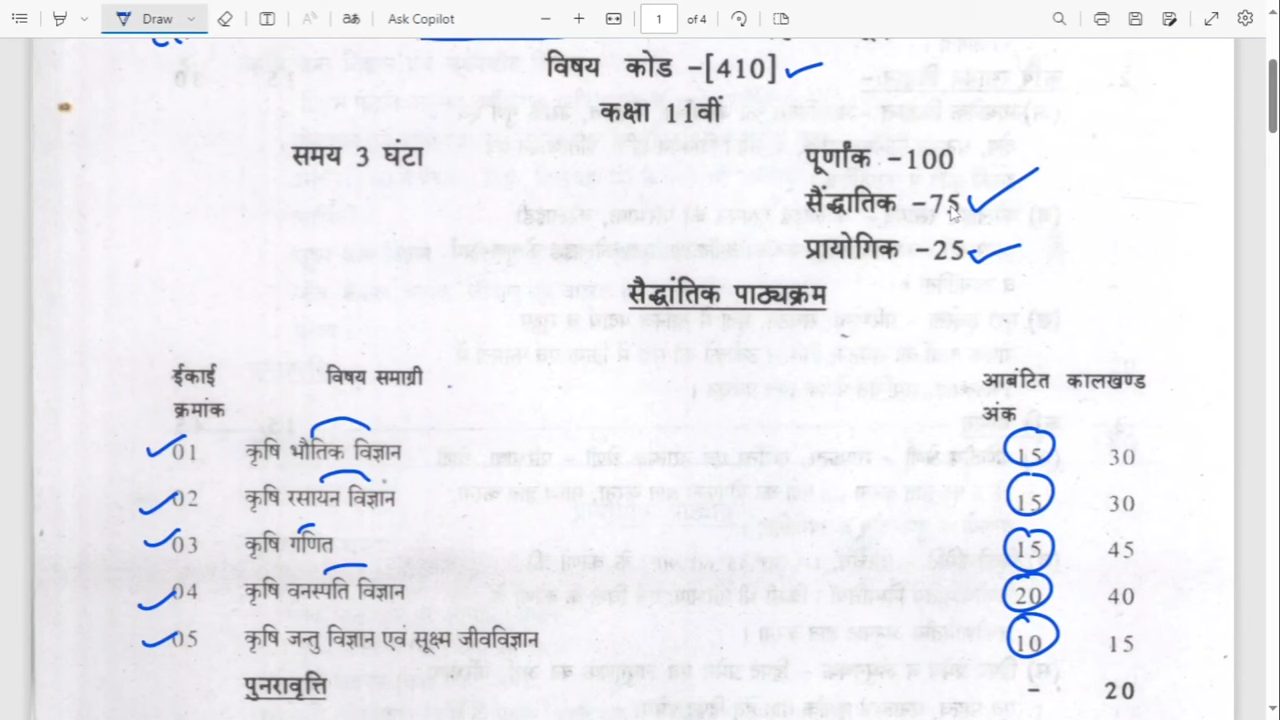 Draw
Ask Copilot
1 of 4
विषय कोड -[410]
कक्षा 11वीं
समय 3 घंटा
पूर्णांक -100
सैंद्धातिक -75
प्रायोगिक -25
सैद्धांतिक पाठ्यक्रम
ईकाई विषय समाग्री आबंटित कालखण्ड
क्रमांक अंक
01 कृषि भौतिक विज्ञान 15 30
02 कृषि रसायन विज्ञान 15 30
03 कृषि गणित 15 45
04 कृषि वनस्पति विज्ञान 20 40
05 कृषि जन्तु विज्ञान एवं सूक्ष्म जीवविज्ञान 10 15
पुनरावृत्ति - 20